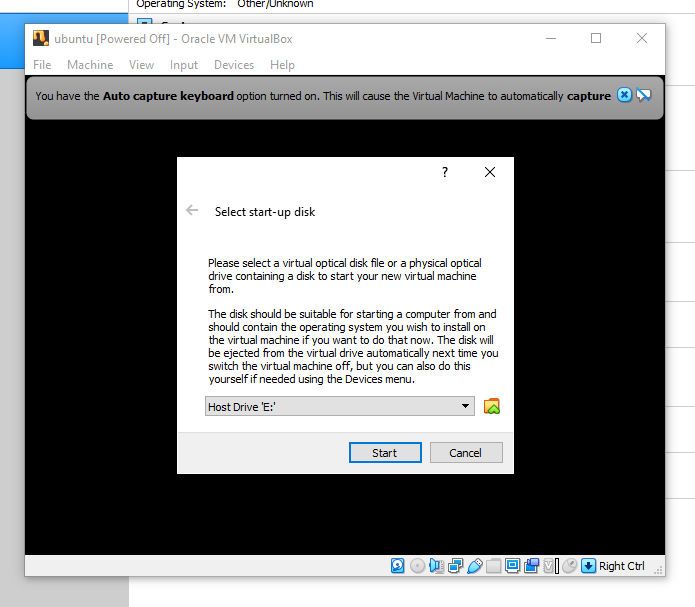 Operating System: Other/Unknown
ubuntu [Powered Off] - Oracle VM VirtualBox
File Machine View Input Devices Help
You have the Auto capture keyboard option turned on. This will cause the Virtual Machine to automatically capture
?
Select start-up disk
Please select a virtual optical disk file or a physical optical
drive containing a disk to start your new virtual machine
from.
The disk should be suitable for starting a computer from and
should contain the operating system you wish to install on
the virtual machine if you want to do that now. The disk will
be ejected from the virtual drive automatically next time you
switch the virtual machine off, but you can also do this
yourself if needed using the Devices menu.
Host Drive 'E:'
Start Cancel
Right Ctrl